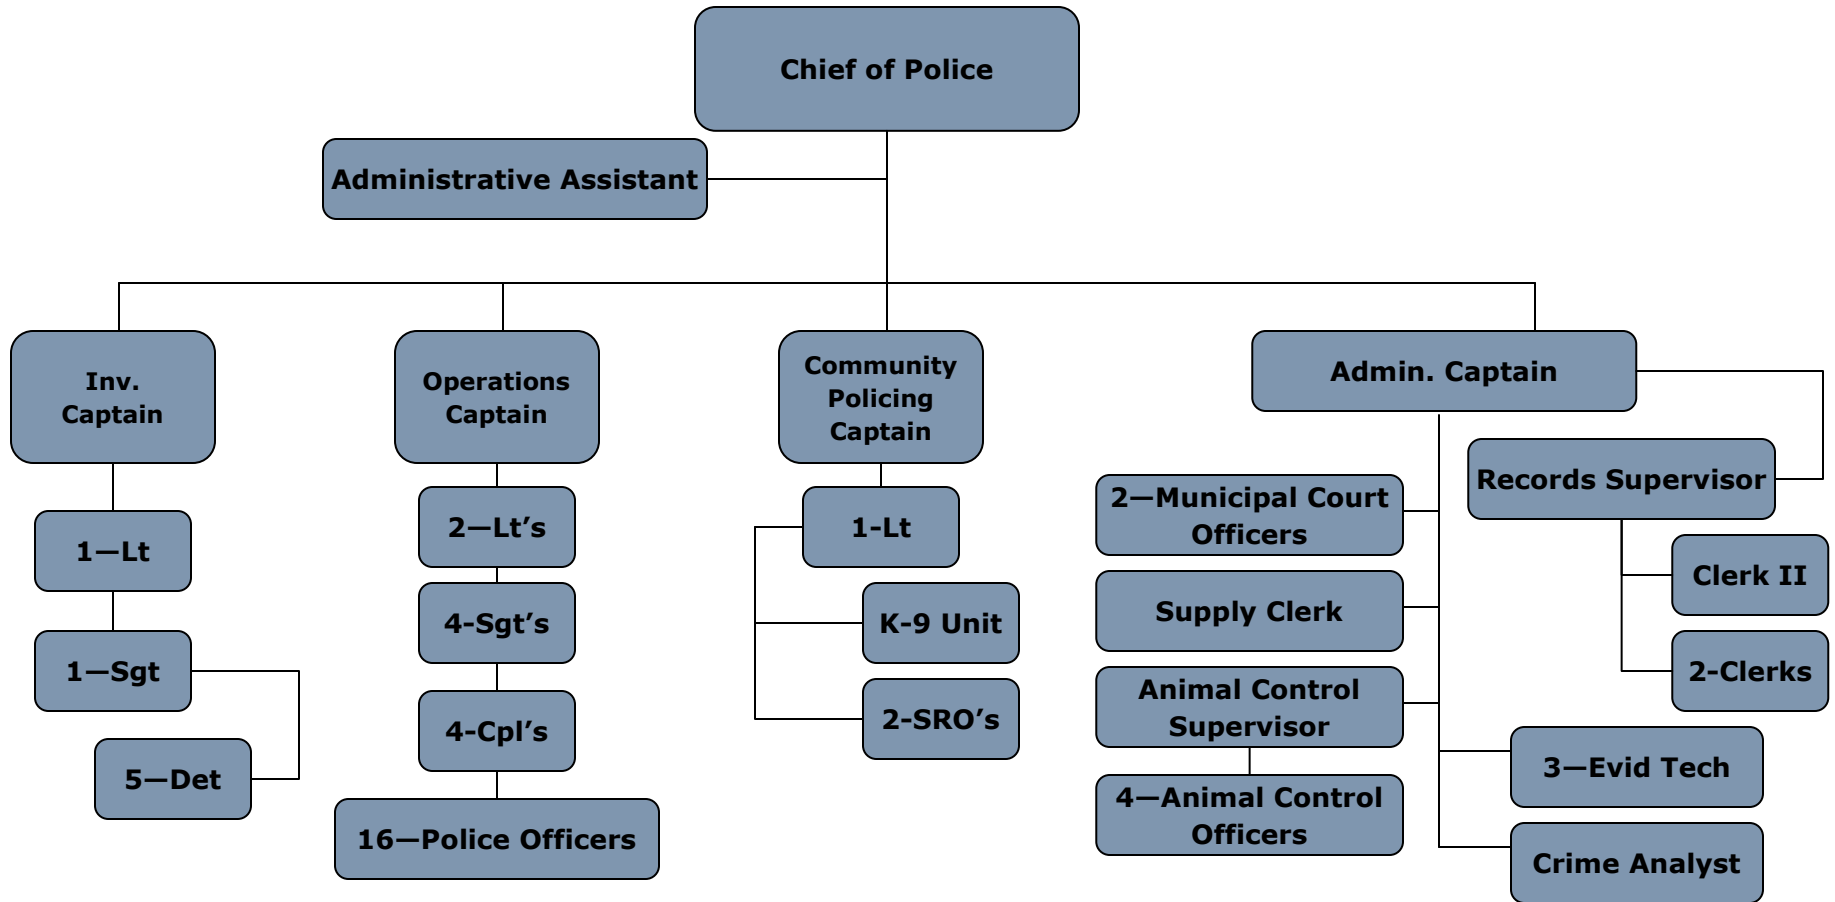 Chief of Police
Administrative Assistant
Inv.
Captain
Operations
Captain
Community
Policing
Captain
Admin. Captain
1—Lt
1—Sgt
5—Det
2—Lt’s
4-Sgt’s
4-Cpl’s
16—Police Officers
1-Lt
K-9 Unit
2-SRO’s
2—Municipal Court
Officers
Supply Clerk
Animal Control
Supervisor
4—Animal Control
Officers
Records Supervisor
Clerk II
2-Clerks
3—Evid Tech
Crime Analyst